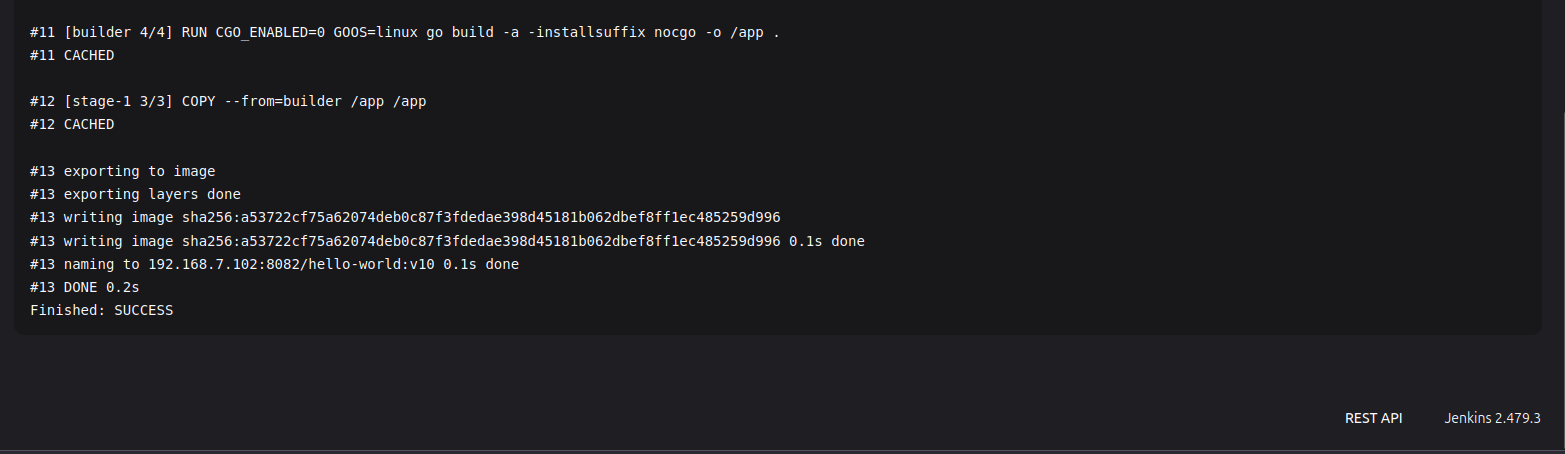 #11 [builder 4/4] RUN CGO_ENABLED=0 GOOS=linux go build -a -installsuffix nocgo -o /app .
#11 CACHED
#12 [stage-1 3/3] COPY --from=builder /app /app
#12 CACHED
#13 exporting to image
#13 exporting layers done
#13 writing image sha256:a53722cf75a62074deb0c87f3fdedae398d45181b062dbef8ff1ec485259d996
#13 writing image sha256:a53722cf75a62074deb0c87f3fdedae398d45181b062dbef8ff1ec485259d996 0.1s done
#13 naming to 192.168.7.102:8082/hello-world:v10 0.1s done
#13 DONE 0.2s
Finished: SUCCESS
REST API Jenkins 2.479.3